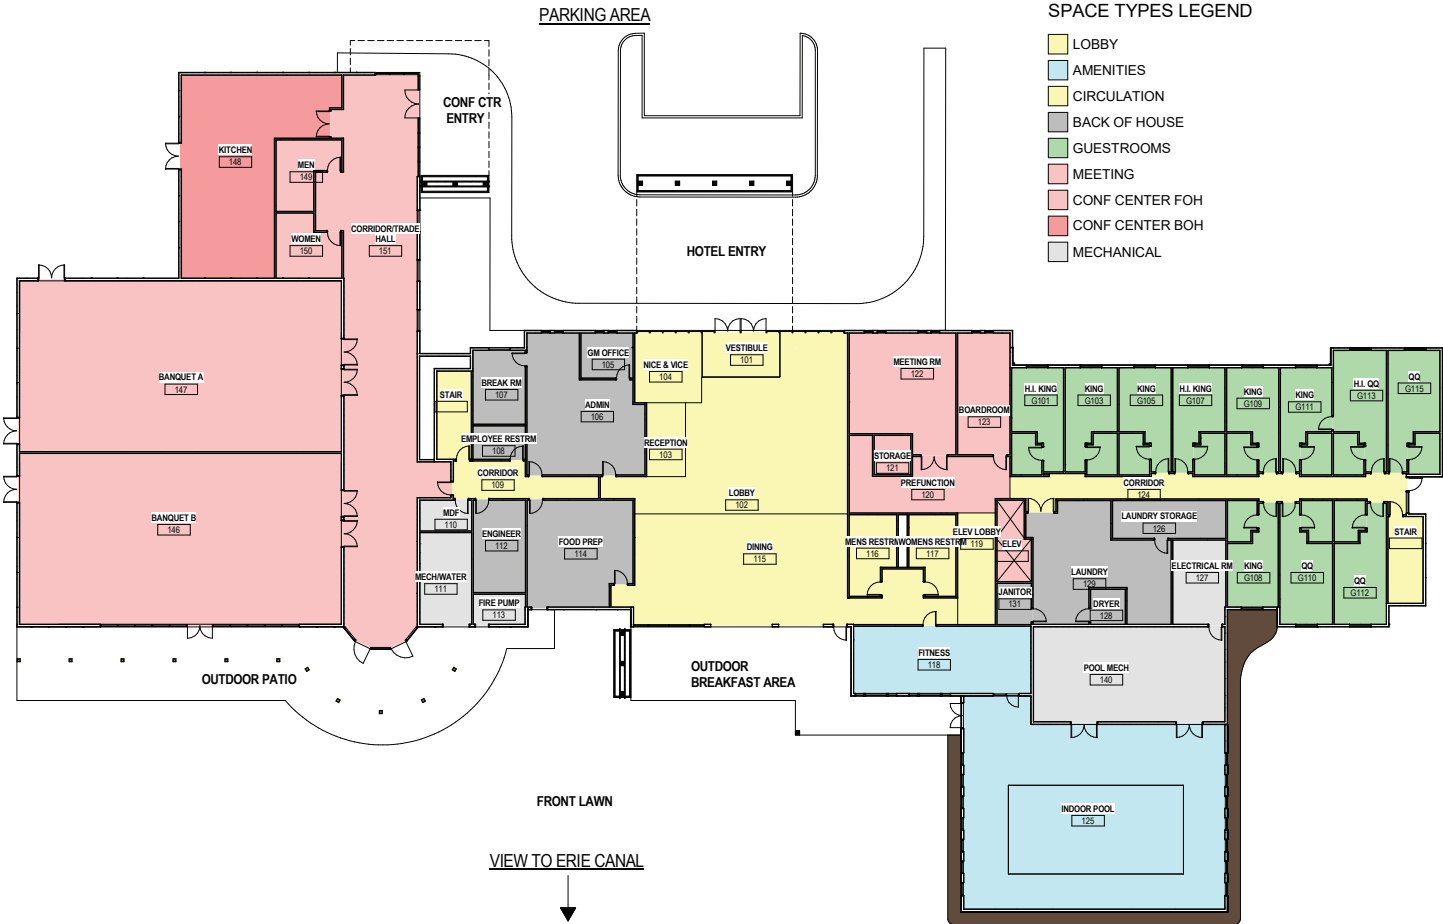 PARKING AREA
SPACE TYPES LEGEND
LOBBY
AMENITIES
CIRCULATION
BACK OF HOUSE
GUESTROOMS
MEETING
CONF CENTER FOH
CONF CENTER BOH
MECHANICAL
CONF CTR
ENTRY
HOTEL ENTRY
KITCHEN
148
MEN
149
WOMEN
150
CORRIDOR/TRADE
HALL
151
BANQUET A
147
BANQUET B
146
STAIR
BREAK RM
107
EMPLOYEE RESTRM
108
GM OFFICE
105
ADMIN
106
NICE & VICE
104
VESTIBULE
101
RECEPTION
103
CORRIDOR
109
LOBBY
102
DINING
115
MDF
110
MECH/WATER
111
ENGINEER
112
FIRE PUMP
113
FOOD PREP
114
MEETING RM
122
BOARDROOM
123
STORAGE
121
PREFUNCTION
120
MENS RESTRM
116
WOMENS RESTRM
117
ELEV LOBBY
119
ELEV
H.I. KING
G101
KING
G103
KING
G105
H.I. KING
G107
KING
G109
KING
G111
H.I. QQ
G113
QQ
G115
CORRIDOR
124
LAUNDRY STORAGE
126
LAUNDRY
129
DRYER
128
JANITOR
131
ELECTRICAL RM
127
KING
G108
QQ
G110
QQ
G112
STAIR
FITNESS
118
POOL MECH
140
INDOOR POOL
125
OUTDOOR PATIO
OUTDOOR
BREAKFAST AREA
FRONT LAWN
VIEW TO ERIE CANAL